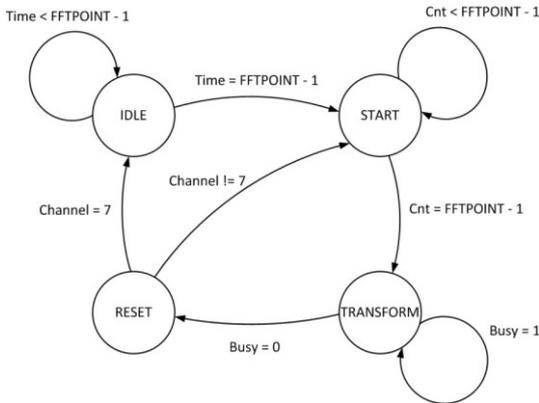 Time < FFTPOINT - 1
Cnt < FFTPOINT - 1
Time = FFTPOINT - 1
IDLE
START
Channel != 7
Channel = 7
Cnt = FFTPOINT - 1
RESET
TRANSFORM
Busy = 1
Busy = 0